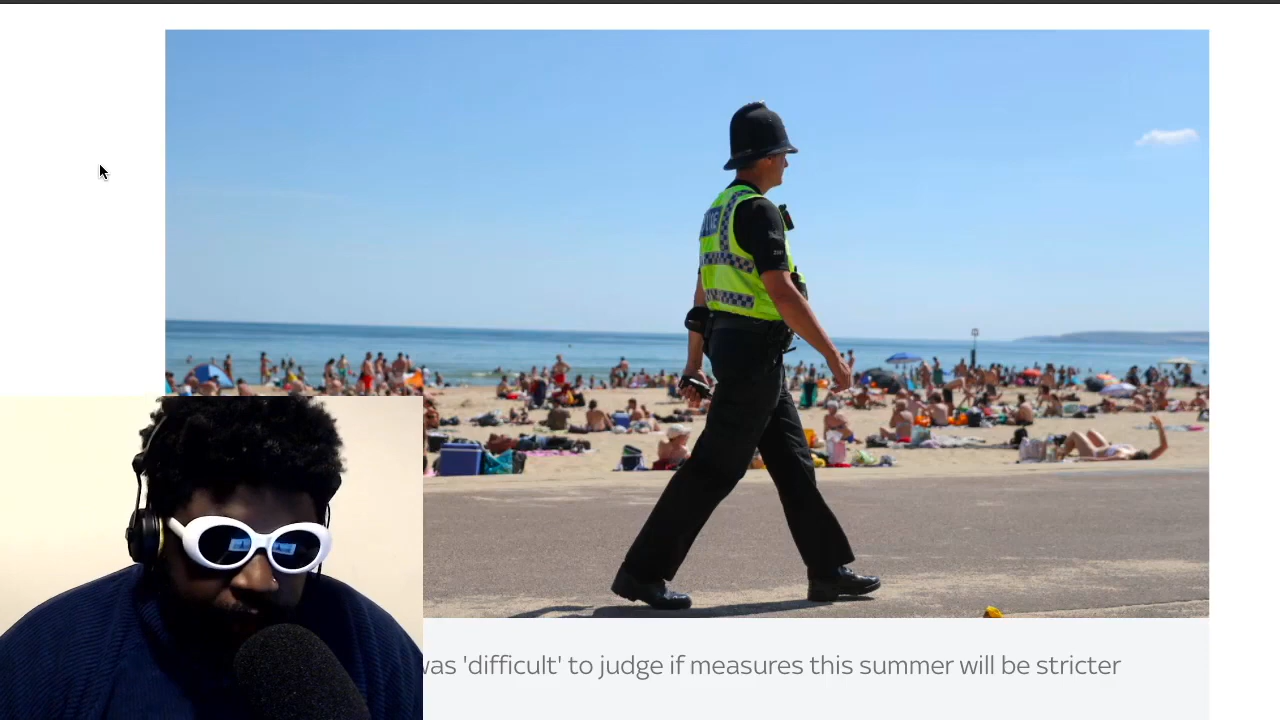 was 'difficult' to judge if measures this summer will be stricter